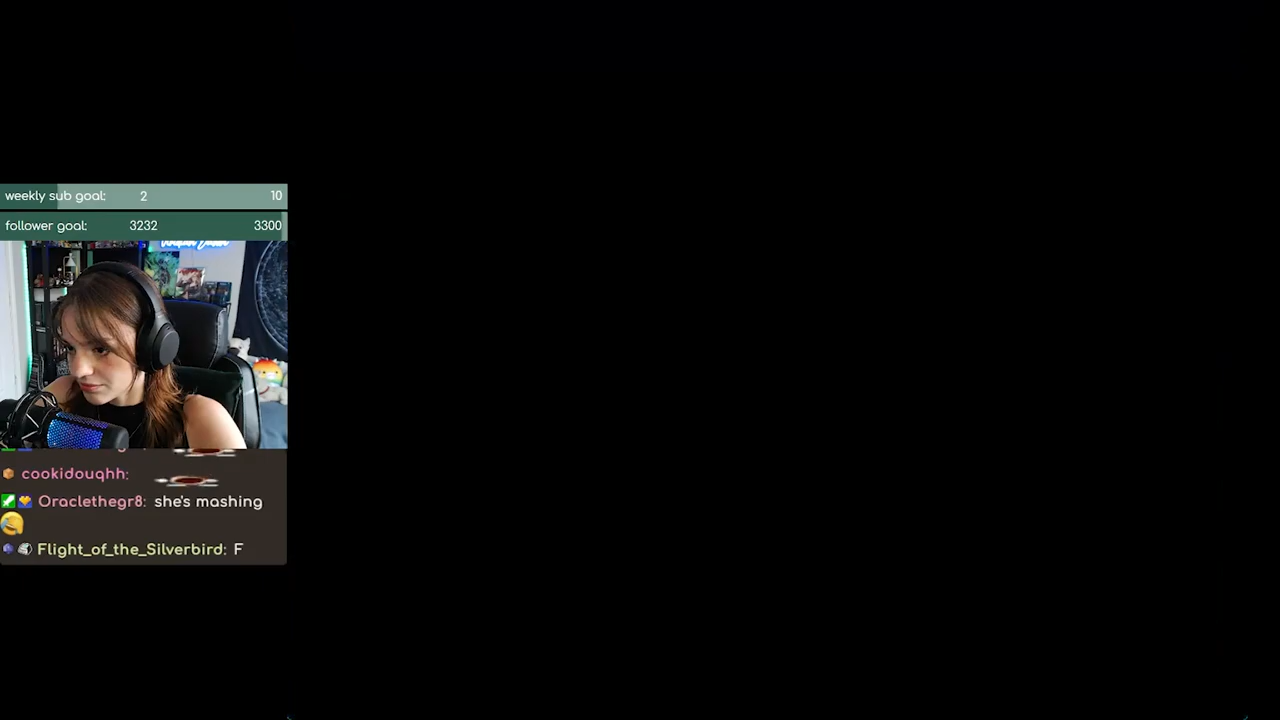 weekly sub goal: 2 10
follower goal: 3232 3300
cookidouqhh:
Oraclethegr8: she's mashing
Flight_of_the_Silverbird: F